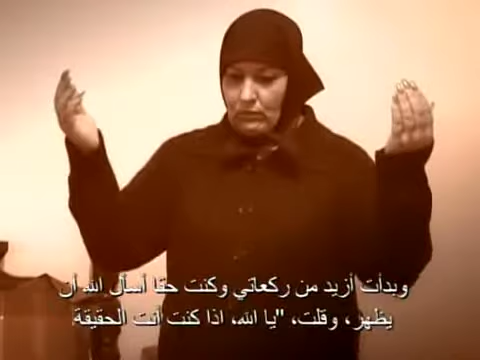 وبدأت أزيد من ركعاتي وكنت حقا أسأل الله أن
يظهر، وقلت، "يا الله، اذا كنت أنت الحقيقة